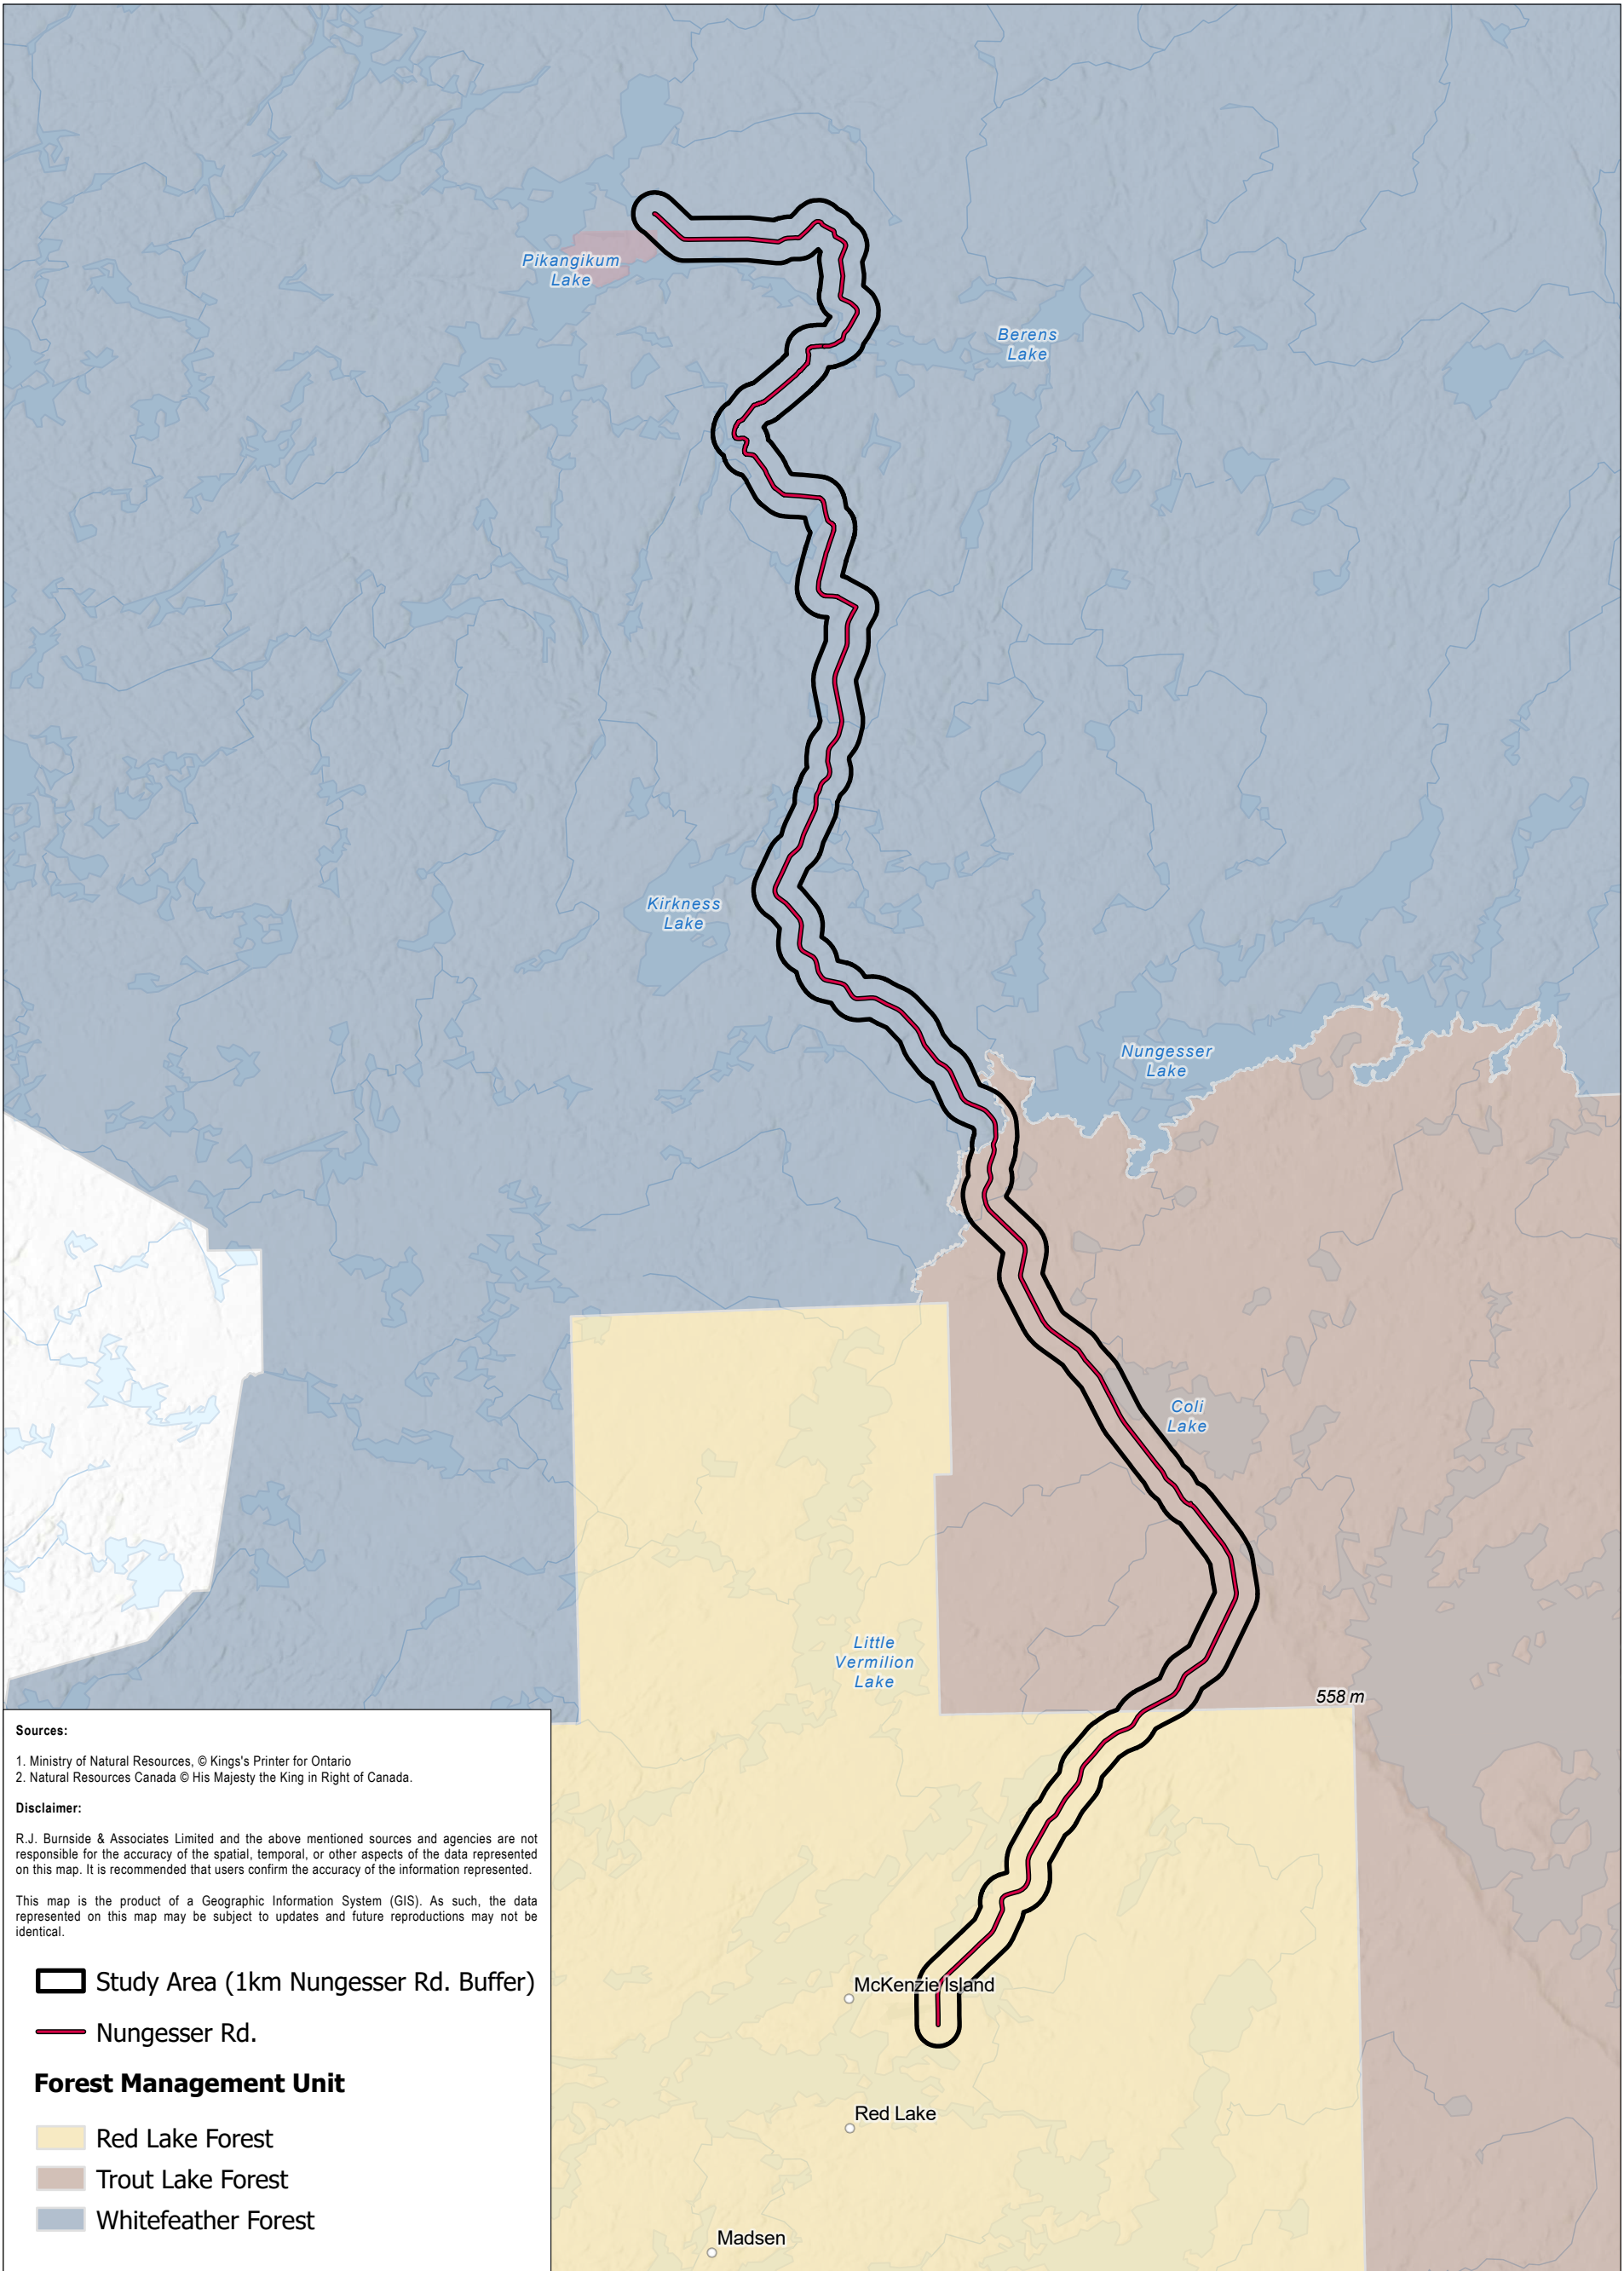 Pikangikum
Lake
Berens
Lake
Kirkness
Lake
Nungesser
Lake
Coli
Lake
Little
Vermilion
Lake
558 m
McKenzie Island
Red Lake
Madsen
Sources:
1. Ministry of Natural Resources, © Kings's Printer for Ontario
2. Natural Resources Canada © His Majesty the King in Right of Canada.
Disclaimer:
R.J. Burnside & Associates Limited and the above mentioned sources and agencies are not
responsible for the accuracy of the spatial, temporal, or other aspects of the data represented
on this map. It is recommended that users confirm the accuracy of the information represented.
This map is the product of a Geographic Information System (GIS). As such, the data
represented on this map may be subject to updates and future reproductions may not be
identical.
Study Area (1km Nungesser Rd. Buffer)
Nungesser Rd.
Forest Management Unit
Red Lake Forest
Trout Lake Forest
Whitefeather Forest